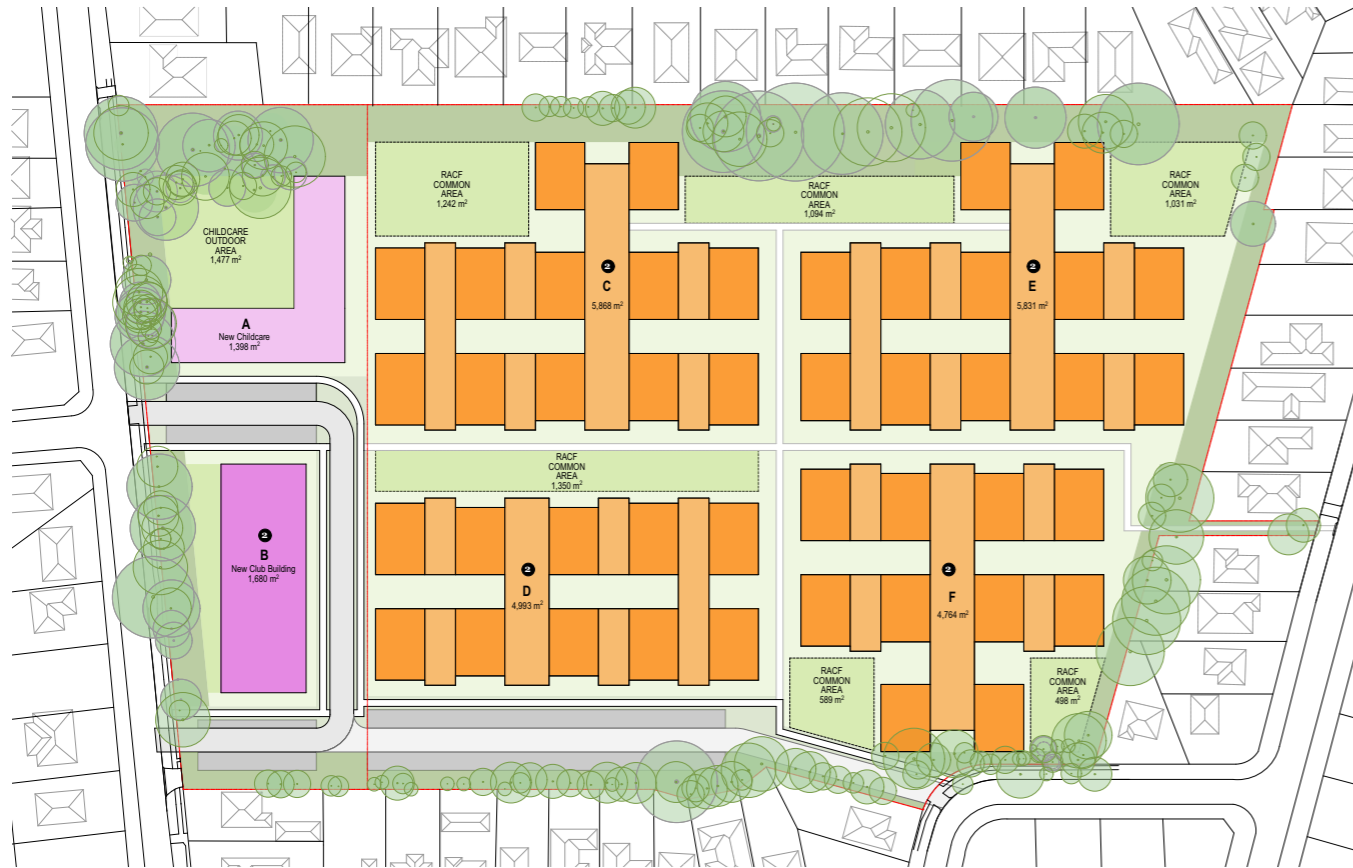 RACF
COMMON
AREA
1,242 m²
RACF
COMMON
AREA
1,094 m²
RACF
COMMON
AREA
1,031 m²
CHILDCARE
OUTDOOR
AREA
1,477 m²
A
New Childcare
1,398 m²
2
C
5,868 m²
2
E
5,831 m²
RACF
COMMON
AREA
1,350 m²
2
B
New Club Building
1,680 m²
2
D
4,993 m²
2
F
4,764 m²
RACF
COMMON
AREA
589 m²
RACF
COMMON
AREA
498 m²